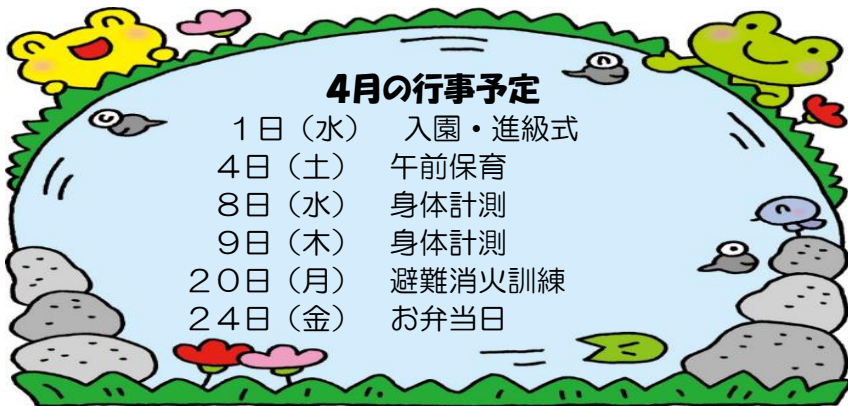 4月の行事予定
１日（水）　入園・進級式
４日（土）　午前保育
８日（水）　身体計測
９日（木）　身体計測
２０日（月）　避難消火訓練
２４日（金）　お弁当日